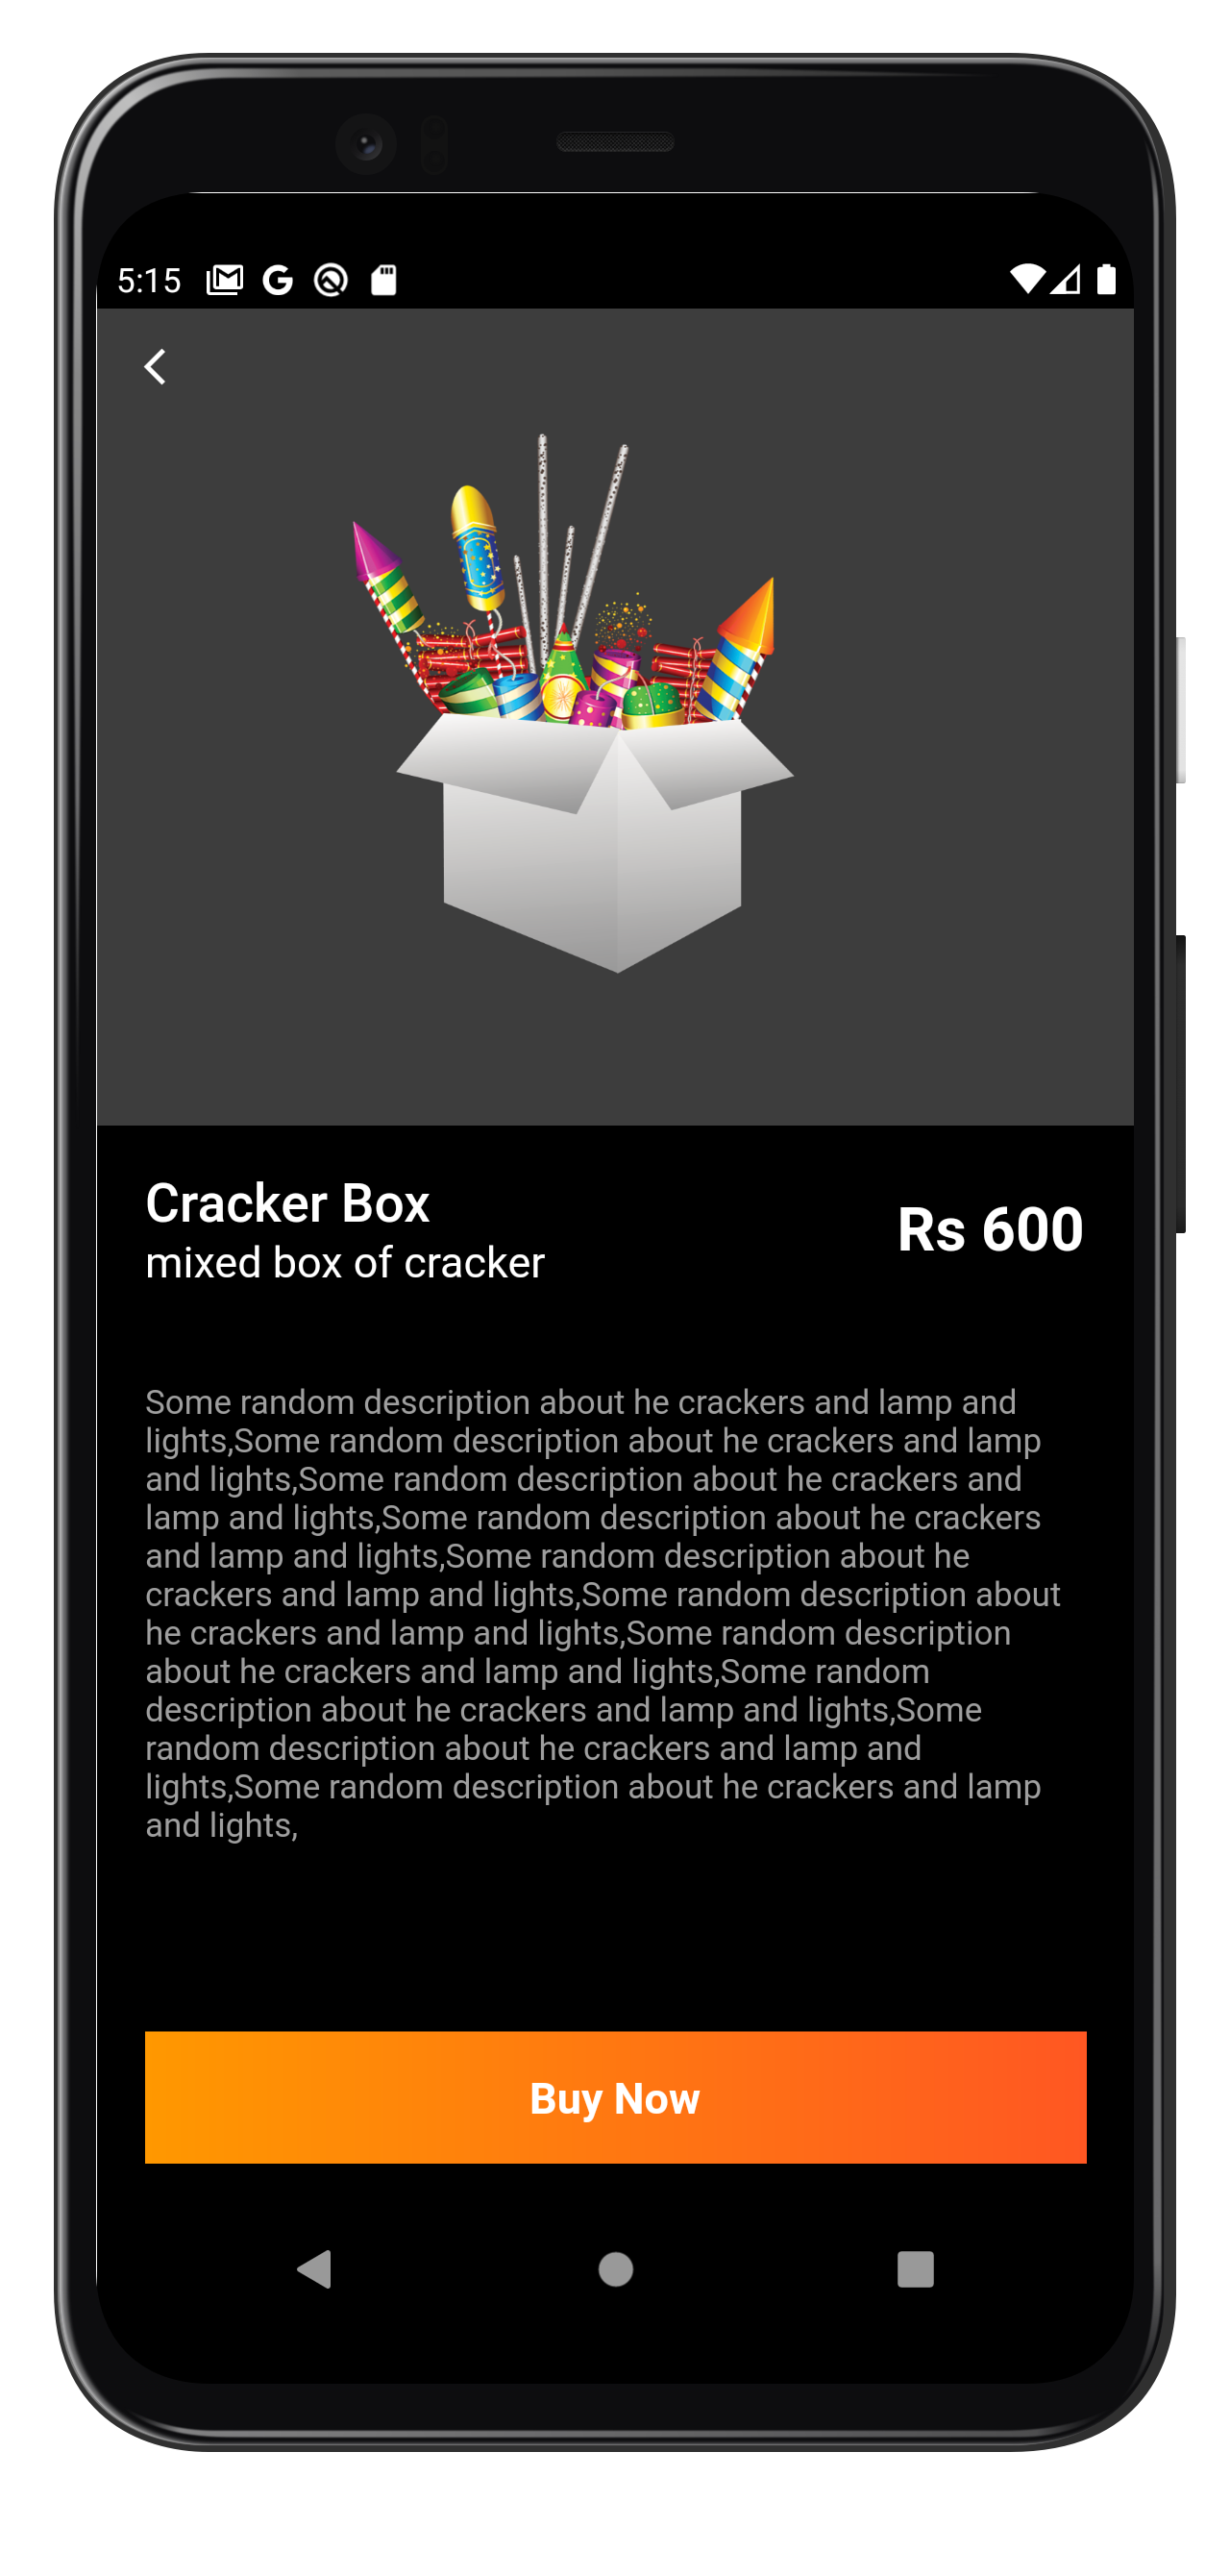 5:15
Cracker Box
mixed box of cracker
Rs 600
Some random description about he crackers and lamp and
lights,Some random description about he crackers and lamp
and lights,Some random description about he crackers and
lamp and lights,Some random description about he crackers
and lamp and lights,Some random description about he
crackers and lamp and lights,Some random description about
he crackers and lamp and lights,Some random description
about he crackers and lamp and lights,Some random
description about he crackers and lamp and lights,Some
random description about he crackers and lamp and
lights,Some random description about he crackers and lamp
and lights,
Buy Now